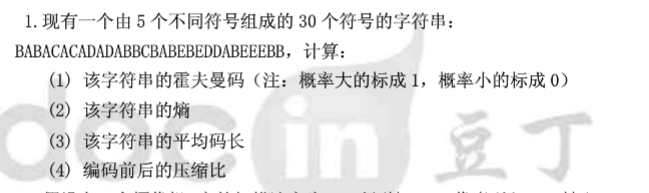 1.现有一个由 5 个不同符号组成的 30 个符号的字符串：
BABACACADADABBCBABEBEDDABEEEBB，计算：
(1) 该字符串的霍夫曼码（注：概率大的标成 1，概率小的标成 0）
(2) 该字符串的熵
(3) 该字符串的平均码长
(4) 编码前后的压缩比
in 豆丁